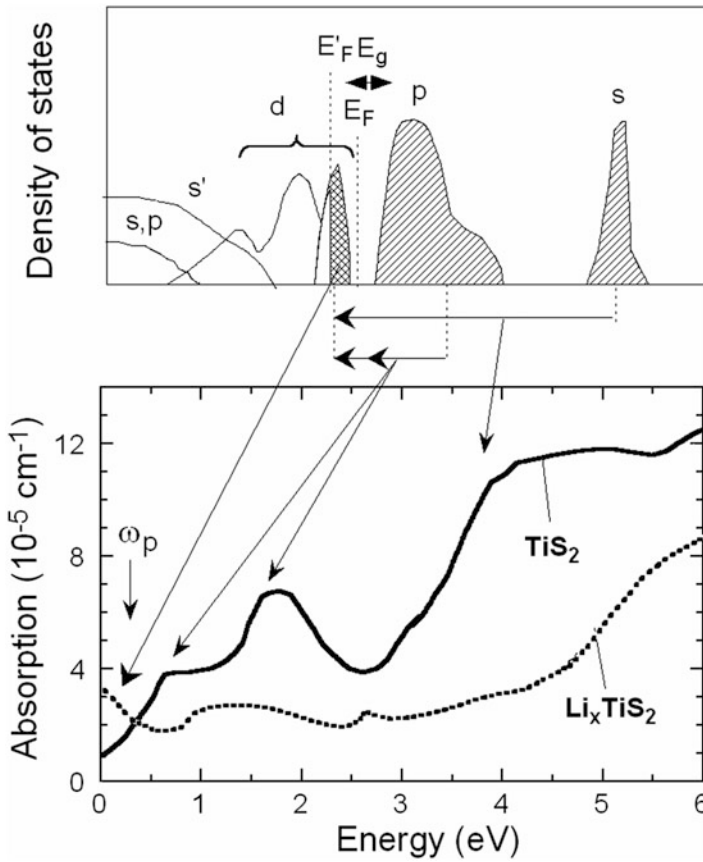 Density of states
E'F Eg
EF
d
p
s
s'
s,p
Absorption (10-5 cm-1)
12
8
4
0
ωp
TiS2
LixTiS2
0 1 2 3 4 5 6
Energy (eV)